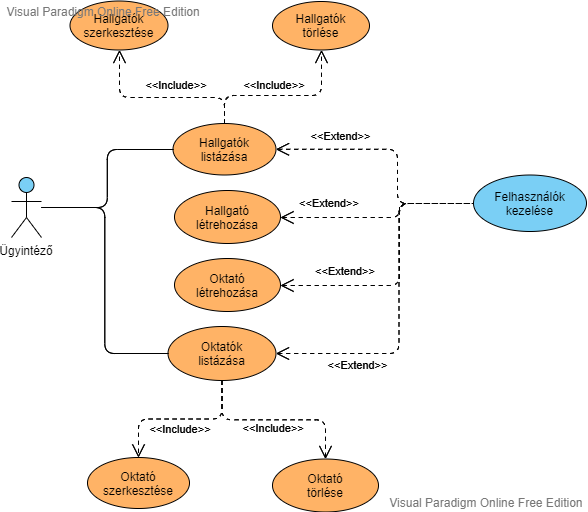 Visual Paradigm Online Free Edition
Hallgatók
szerkesztése
Hallgatók
törlése
<<Include>>
<<Include>>
<<Extend>>
Hallgatók
listázása
<<Extend>>
Hallgató
létrehozása
Felhasználók
kezelése
Ügyintéző
<<Extend>>
Oktató
létrehozása
Oktatók
listázása
<<Extend>>
<<Include>>
<<Include>>
Oktató
szerkesztése
Oktató
törlése
Visual Paradigm Online Free Edition